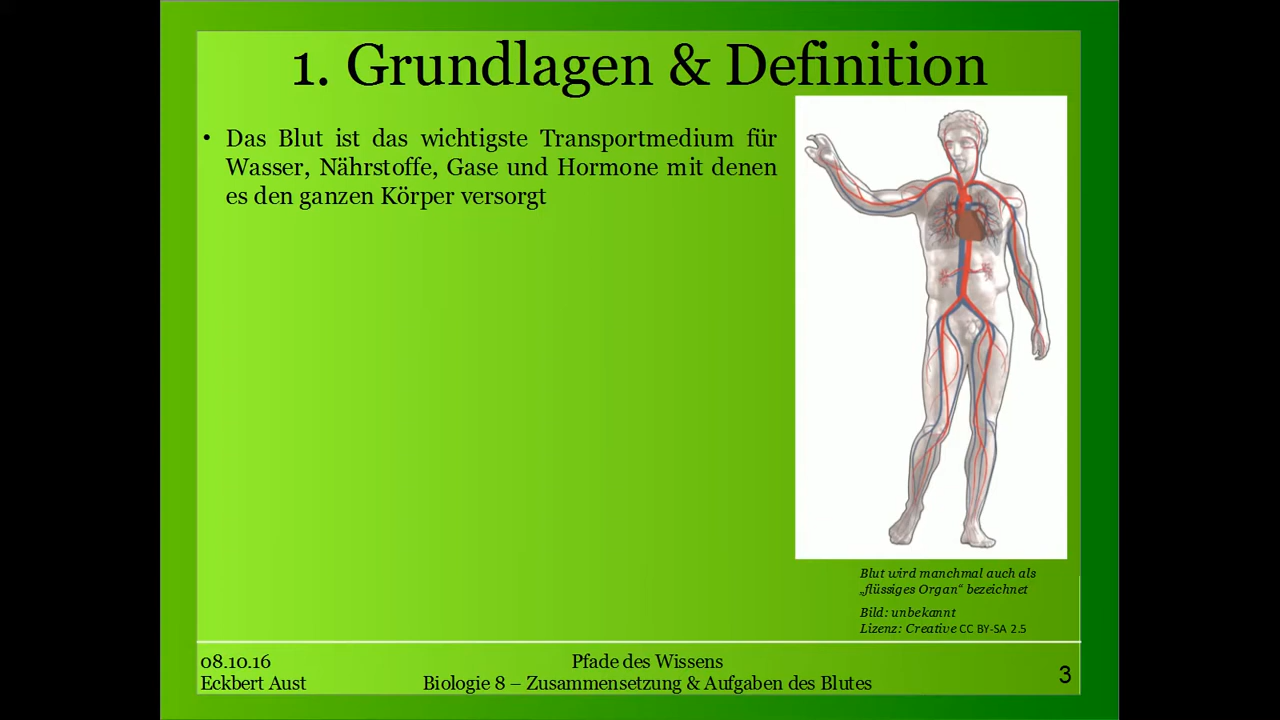 1. Grundlagen & Definition
• Das Blut ist das wichtigste Transportmedium für
Wasser, Nährstoffe, Gase und Hormone mit denen
es den ganzen Körper versorgt
Blut wird manchmal auch als
„flüssiges Organ“ bezeichnet
Bild: unbekannt
Lizenz: Creative CC BY-SA 2.5
08.10.16
Eckbert Aust
Pfade des Wissens
Biologie 8 – Zusammensetzung & Aufgaben des Blutes
3